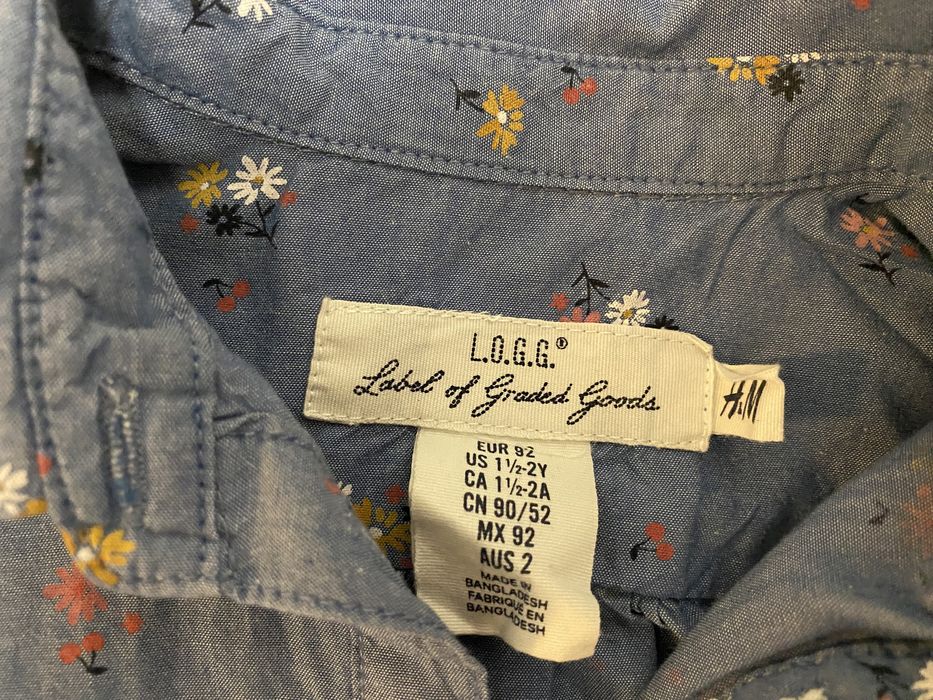 L.O.G.G.®
Label of Graded Goods
H&M
EUR 92
US 1½-2Y
CA 1½-2A
CN 90/52
MX 92
AUS 2
MADE IN
BANGLADESH
FABRIQUE EN
BANGLADESH